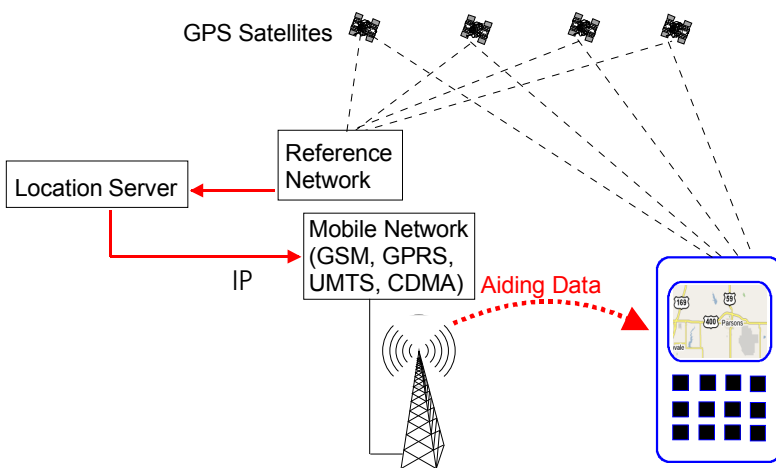 GPS Satellites
Reference
Network
Location Server
Mobile Network
(GSM, GPRS,
UMTS, CDMA)
IP
Aiding Data
169
59
400
Parsons
ivale